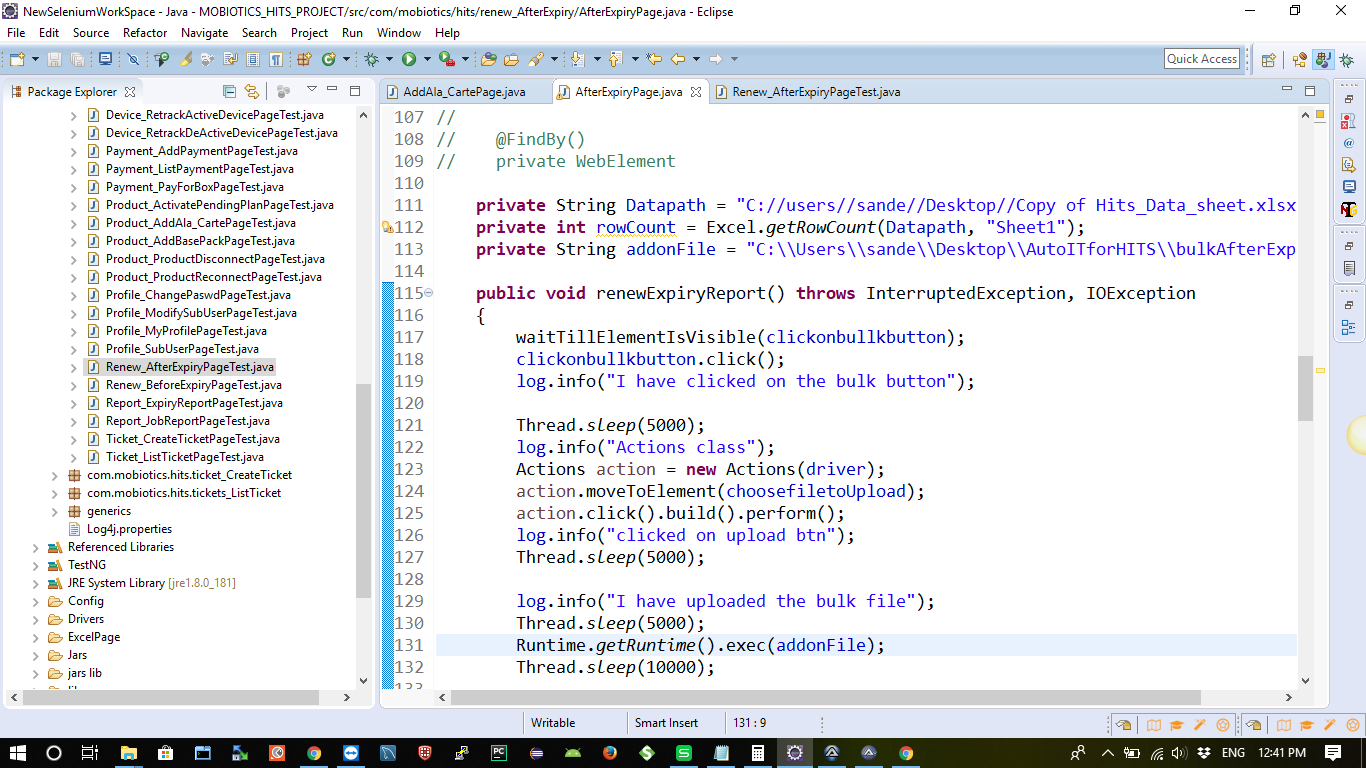 NewSeleniumWorkSpace - Java - MOBIOTICS_HITS_PROJECT/src/com/mobiotics/hits/renew_AfterExpiry/AfterExpiryPage.java - Eclipse
File Edit Source Refactor Navigate Search Project Run Window Help
Quick Access
Package Explorer
AddAla_CartePage.java AfterExpiryPage.java Renew_AfterExpiryPageTest.java
Device_RetrackActiveDevicePageTest.java
Device_RetrackDeActiveDevicePageTest.java
Payment_AddPaymentPageTest.java
Payment_ListPaymentPageTest.java
Payment_PayForBoxPageTest.java
Product_ActivatePendingPlanPageTest.java
Product_AddAla_CartePageTest.java
Product_AddBasePackPageTest.java
Product_ProductDisconnectPageTest.java
Product_ProductReconnectPageTest.java
Profile_ChangePaswdPageTest.java
Profile_ModifySubUserPageTest.java
Profile_MyProfilePageTest.java
Profile_SubUserPageTest.java
Renew_AfterExpiryPageTest.java
Renew_BeforeExpiryPageTest.java
Report_ExpiryReportPageTest.java
Report_JobReportPageTest.java
Ticket_CreateTicketPageTest.java
Ticket_ListTicketPageTest.java
com.mobiotics.hits.ticket_CreateTicket
com.mobiotics.hits.tickets_ListTicket
generics
Log4j.properties
Referenced Libraries
TestNG
JRE System Library [jre1.8.0_181]
Config
Drivers
ExcelPage
Jars
jars lib
107 //
108 // @FindBy()
109 // private WebElement
110
111 private String Datapath = "C://users//sande//Desktop//Copy of Hits_Data_sheet.xlsx
112 private int rowCount = Excel.getRowCount(Datapath, "Sheet1");
113 private String addonFile = "C:\\Users\\sande\\Desktop\\AutoITforHITS\\bulkAfterExp
114
115 public void renewExpiryReport() throws InterruptedException, IOException
116 {
117 waitTillElementIsVisible(clickonbullkbutton);
118 clickonbullkbutton.click();
119 log.info("I have clicked on the bulk button");
120
121 Thread.sleep(5000);
122 log.info("Actions class");
123 Actions action = new Actions(driver);
124 action.moveToElement(choosefiletoUpload);
125 action.click().build().perform();
126 log.info("clicked on upload btn");
127 Thread.sleep(5000);
128
129 log.info("I have uploaded the bulk file");
130 Thread.sleep(5000);
131 Runtime.getRuntime().exec(addonFile);
132 Thread.sleep(10000);
Writable Smart Insert 131 : 9
ENG 12:41 PM